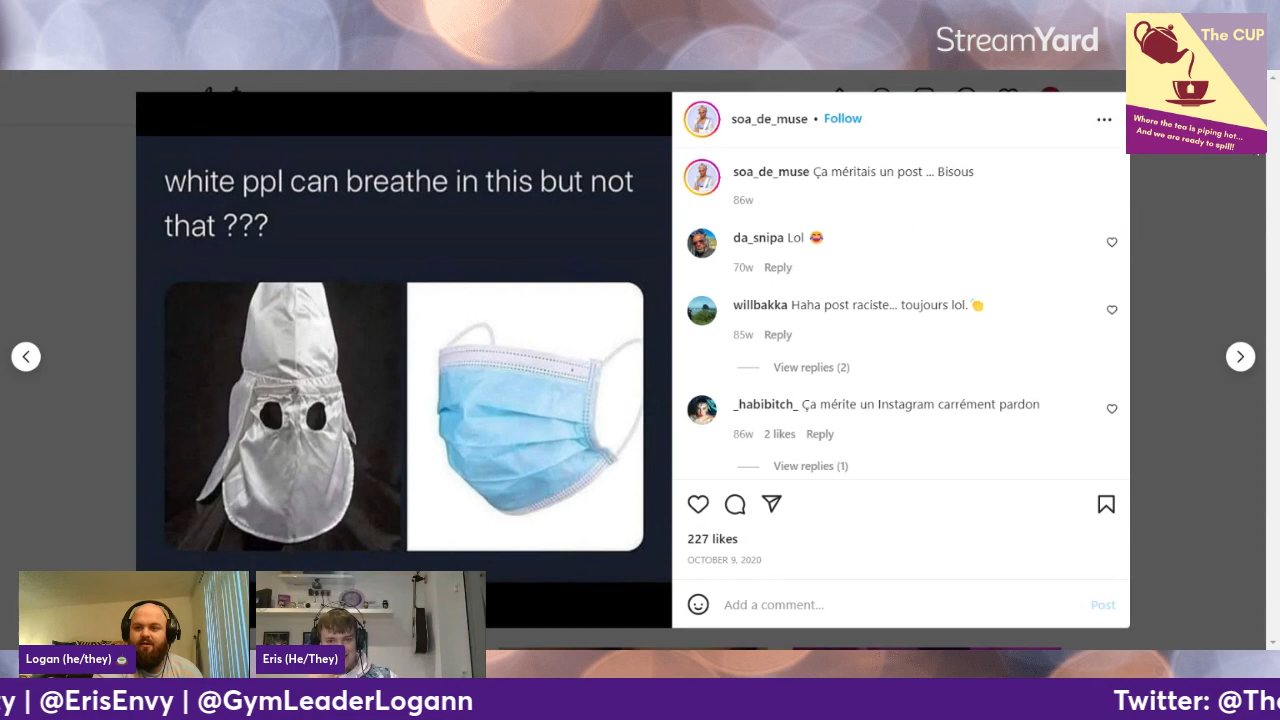 StreamYard
The CUP
Where the tea is piping hot...
And we are ready to spill!
white ppl can breathe in this but not
that ???
soa_de_muse • Follow
soa_de_muse Ça méritais un post ... Bisous
86w
da_snipa Lol 😂
70w Reply
willbakka Haha post raciste... toujours lol. 👏
85w Reply
View replies (2)
_habibitch_ Ça mérite un Instagram carrément pardon
86w 2 likes Reply
View replies (1)
227 likes
OCTOBER 9, 2020
Add a comment... Post
Logan (he/they)
Eris (He/They)
ty | @ErisEnvy | @GymLeaderLogann
Twitter: @Th